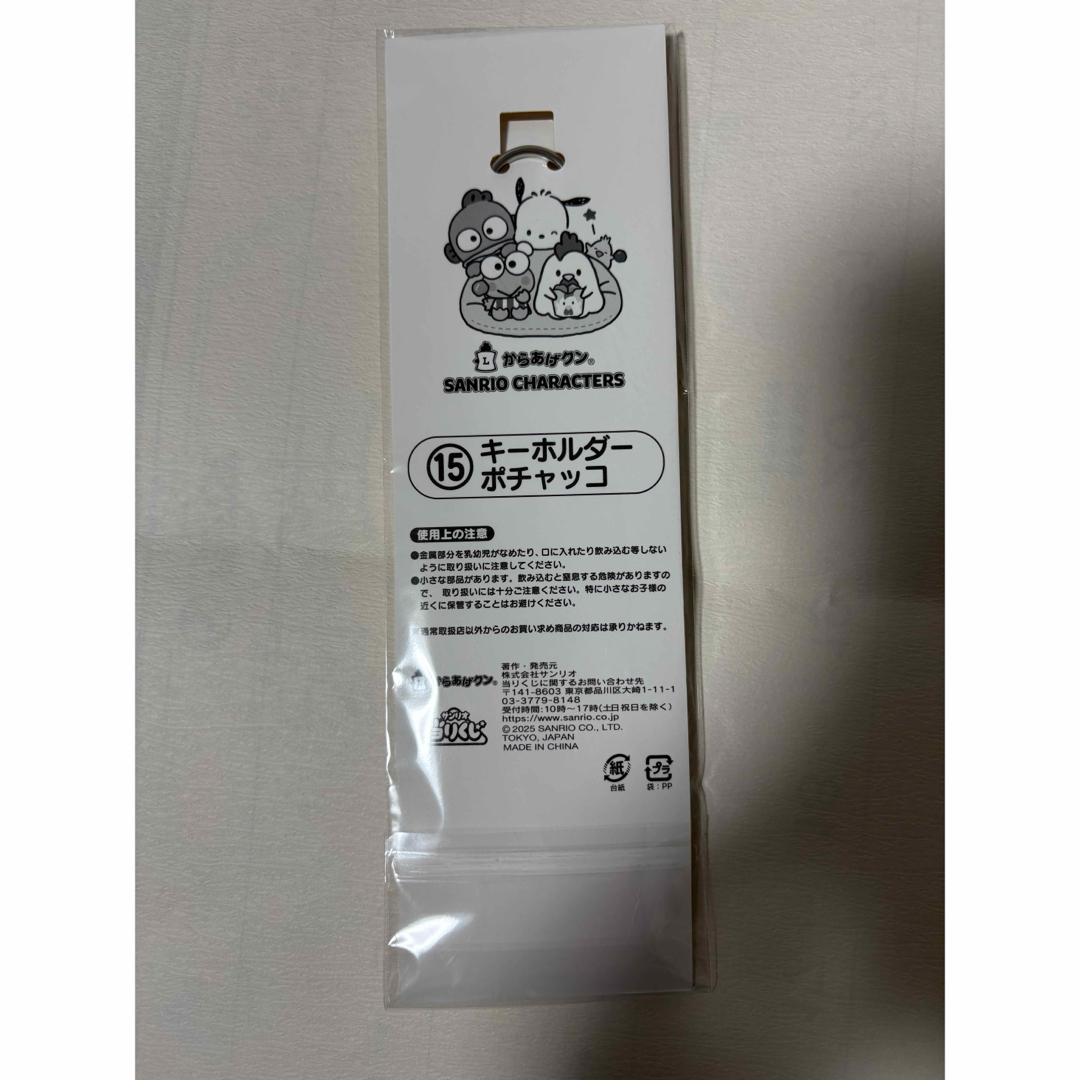 L からあげクン®
SANRIO CHARACTERS
⑮ キーホルダー
ポチャッコ
使用上の注意
●金属部分を乳幼児がなめたり、口に入れたり飲み込む等しない
ように取り扱いに注意してください。
●小さな部品があります。飲み込むと窒息する危険がありますの
で、取り扱いには十分ご注意ください。特に小さなお子様の
近くに保管することはお避けください。
通常取扱店以外からのお買い求め商品の対応は承りかねます。
からあげクン®
サンリオ
当りくじ
著作・発売元
株式会社サンリオ
当りくじに関するお問い合わせ先
〒141-8603 東京都品川区大崎1-11-1
03-3779-8148
受付時間:10時~17時(土日祝日を除く)
https://www.sanrio.co.jp
©2025 SANRIO CO., LTD.
TOKYO, JAPAN
MADE IN CHINA
紙
台紙
プラ
袋:PP